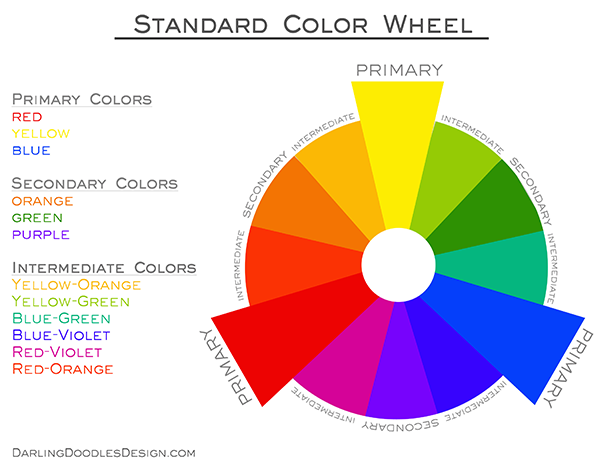 Standard Color Wheel
Primary Colors
Red
Yellow
Blue
Secondary Colors
Orange
Green
Purple
Intermediate Colors
Yellow-Orange
Yellow-Green
Blue-Green
Blue-Violet
Red-Violet
Red-Orange
DarlingDoodlesDesign.com
PRIMARY
INTERMEDIATE
SECONDARY
INTERMEDIATE
PRIMARY
INTERMEDIATE
SECONDARY
INTERMEDIATE
PRIMARY
INTERMEDIATE
SECONDARY
INTERMEDIATE